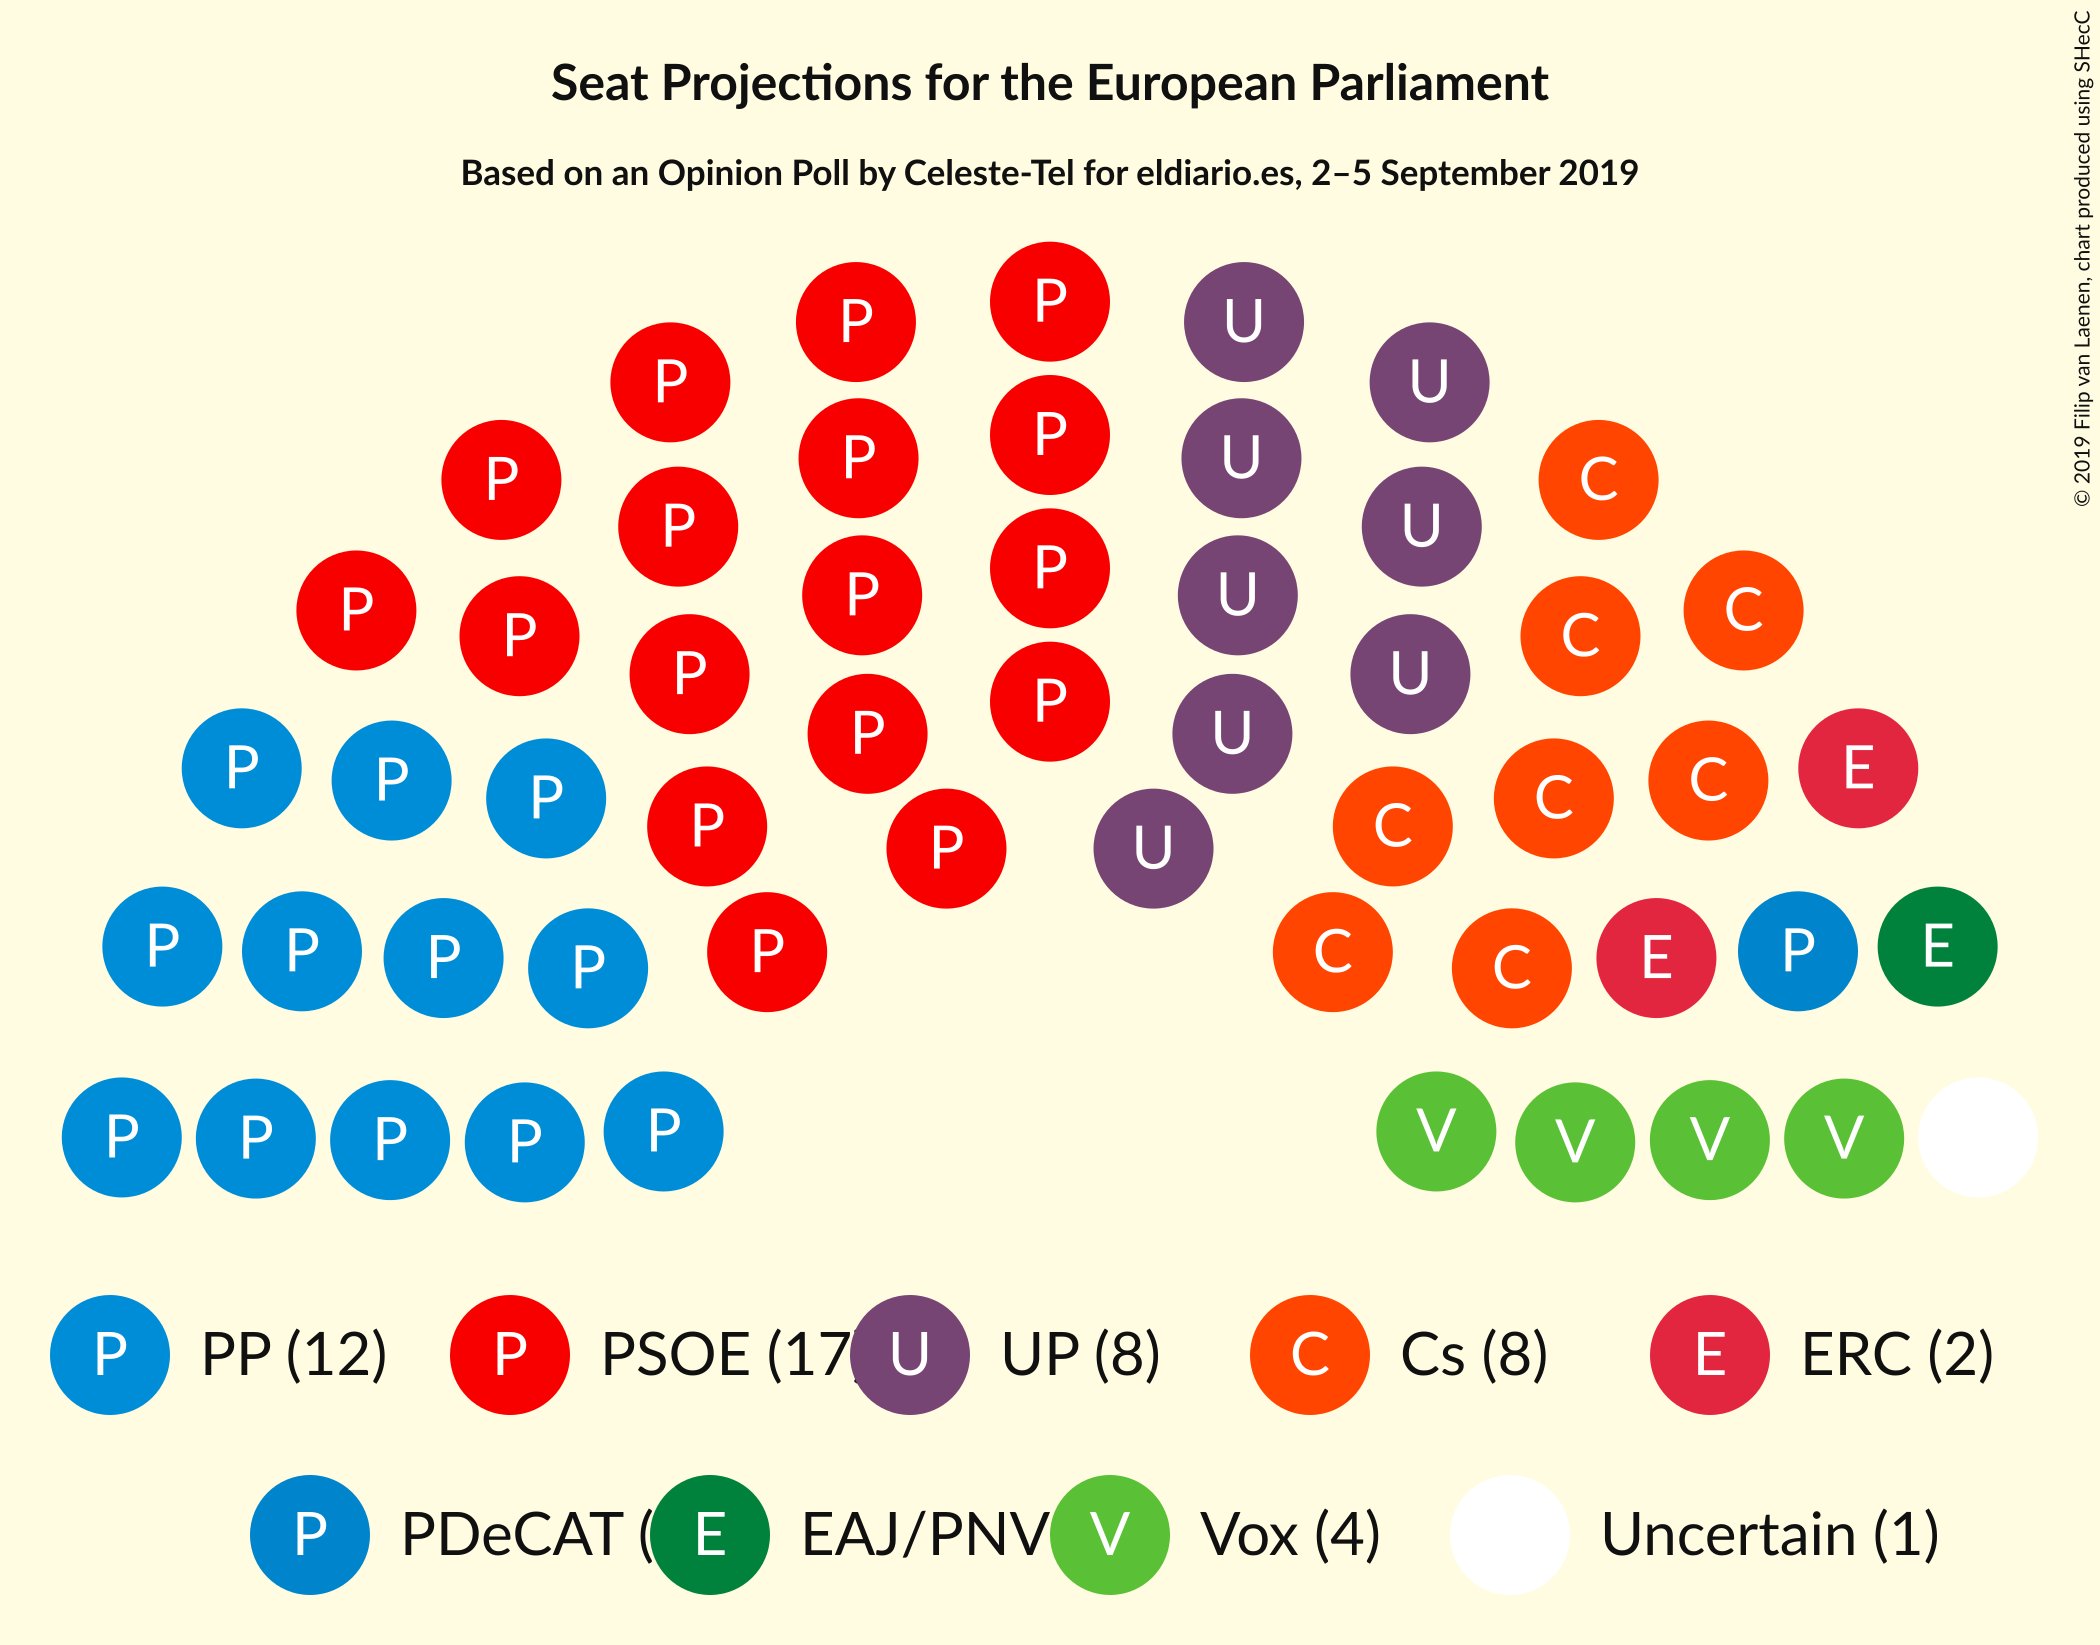 Seat Projections for the European Parliament
Based on an Opinion Poll by Celeste-Tel for eldiario.es, 2–5 September 2019
© 2019 Filip van Laenen, chart produced using SHecC
P P U
P U
P P U C
P P U
P P U C
P P U C
P P P P U U C
P P P P C C C E
P P U
P P P P P C C E P E
P P P P P V V V V
P PP (12) P PSOE (17) U UP (8) C Cs (8) E ERC (2)
P PDeCAT ( E EAJ/PNV V Vox (4) Uncertain (1)